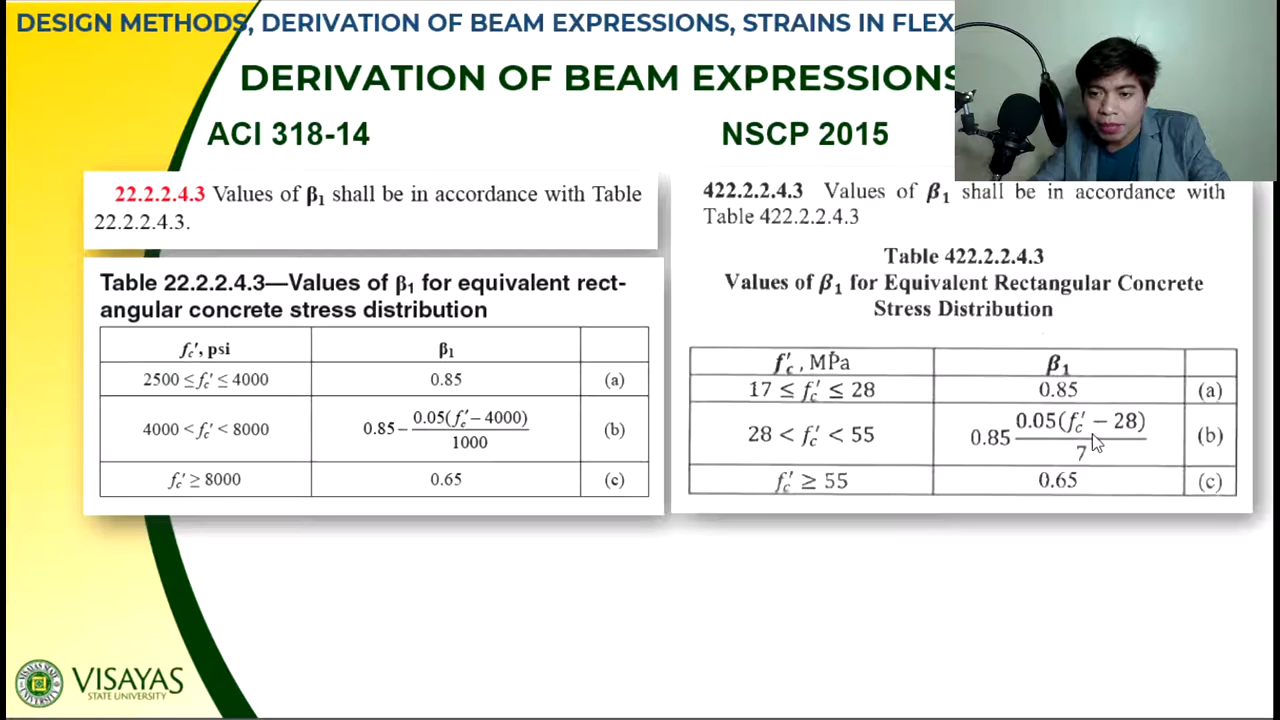 DESIGN METHODS, DERIVATION OF BEAM EXPRESSIONS, STRAINS IN FLEX
DERIVATION OF BEAM EXPRESSIONS
ACI 318-14
22.2.2.4.3 Values of β₁ shall be in accordance with Table
22.2.2.4.3.
Table 22.2.2.4.3—Values of β₁ for equivalent rect-
angular concrete stress distribution
fc′, psi β₁
2500 ≤ fc′ ≤ 4000 0.85 (a)
4000 < fc′ < 8000 0.85 – 0.05(fc′ – 4000)/1000 (b)
fc′ ≥ 8000 0.65 (c)
NSCP 2015
422.2.2.4.3 Values of β₁ shall be in accordance with
Table 422.2.2.4.3
Table 422.2.2.4.3
Values of β₁ for Equivalent Rectangular Concrete
Stress Distribution
f′c, MPa β₁
17 ≤ f′c ≤ 28 0.85 (a)
28 < f′c < 55 0.85 0.05(f′c − 28)/7 (b)
f′c ≥ 55 0.65 (c)
VISAYAS
STATE UNIVERSITY